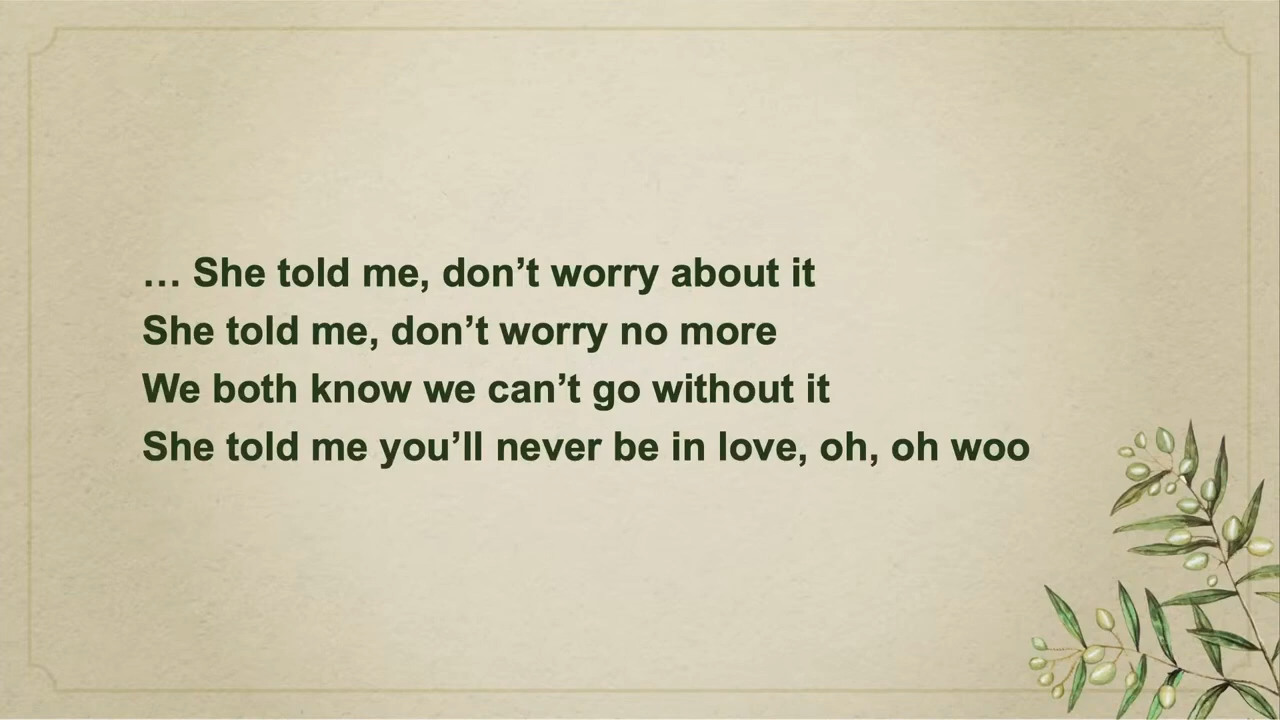 … She told me, don’t worry about it
She told me, don’t worry no more
We both know we can’t go without it
She told me you’ll never be in love, oh, oh woo